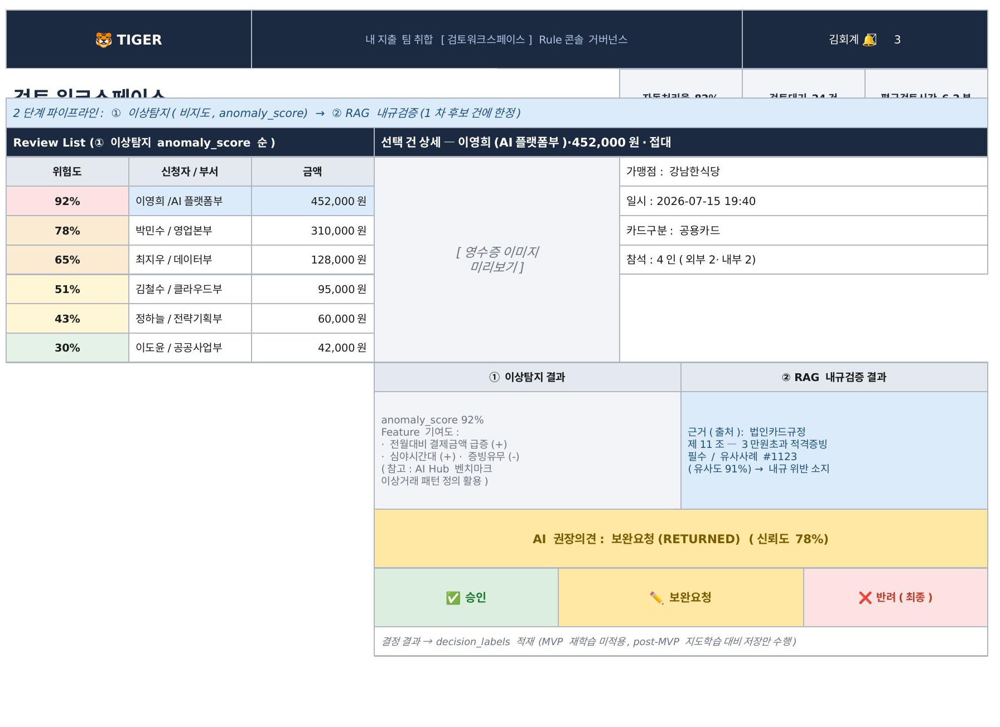 🐯 TIGER
내 지출 팀 취합 [ 검토워크스페이스 ] Rule 콘솔 거버넌스
김회계 🔔 3
검토 워크스페이스
자동처리율 82%
검토대기 24 건
평균검토시간 6.2 분
2 단계 파이프라인 : ① 이상탐지 ( 비지도 , anomaly_score) → ② RAG 내규검증 (1 차 후보 건에 한정 )
Review List (① 이상탐지 anomaly_score 순 )
선택 건 상세 — 이영희 (AI 플랫폼부 )·452,000 원 · 접대
위험도 신청자 / 부서 금액
92% 이영희 /AI 플랫폼부 452,000 원
78% 박민수 / 영업본부 310,000 원
65% 최지우 / 데이터부 128,000 원
51% 김철수 / 클라우드부 95,000 원
43% 정하늘 / 전략기획부 60,000 원
30% 이도윤 / 공공사업부 42,000 원
[ 영수증 이미지
미리보기 ]
가맹점 : 강남한식당
일시 : 2026-07-15 19:40
카드구분 : 공용카드
참석 : 4 인 ( 외부 2· 내부 2)
① 이상탐지 결과
anomaly_score 92%
Feature 기여도 :
· 전월대비 결제금액 급증 (+)
· 심야시간대 (+) · 증빙유무 (-)
( 참고 : AI Hub 벤치마크
이상거래 패턴 정의 활용 )
② RAG 내규검증 결과
근거 ( 출처 ): 법인카드규정
제 11 조 — 3 만원초과 적격증빙
필수 / 유사사례 #1123
( 유사도 91%) → 내규 위반 소지
AI 권장의견 : 보완요청 (RETURNED) ( 신뢰도 78%)
✅ 승인
✏️ 보완요청
❌ 반려 ( 최종 )
결정 결과 → decision_labels 적재 (MVP 재학습 미적용 , post-MVP 지도학습 대비 저장만 수행 )